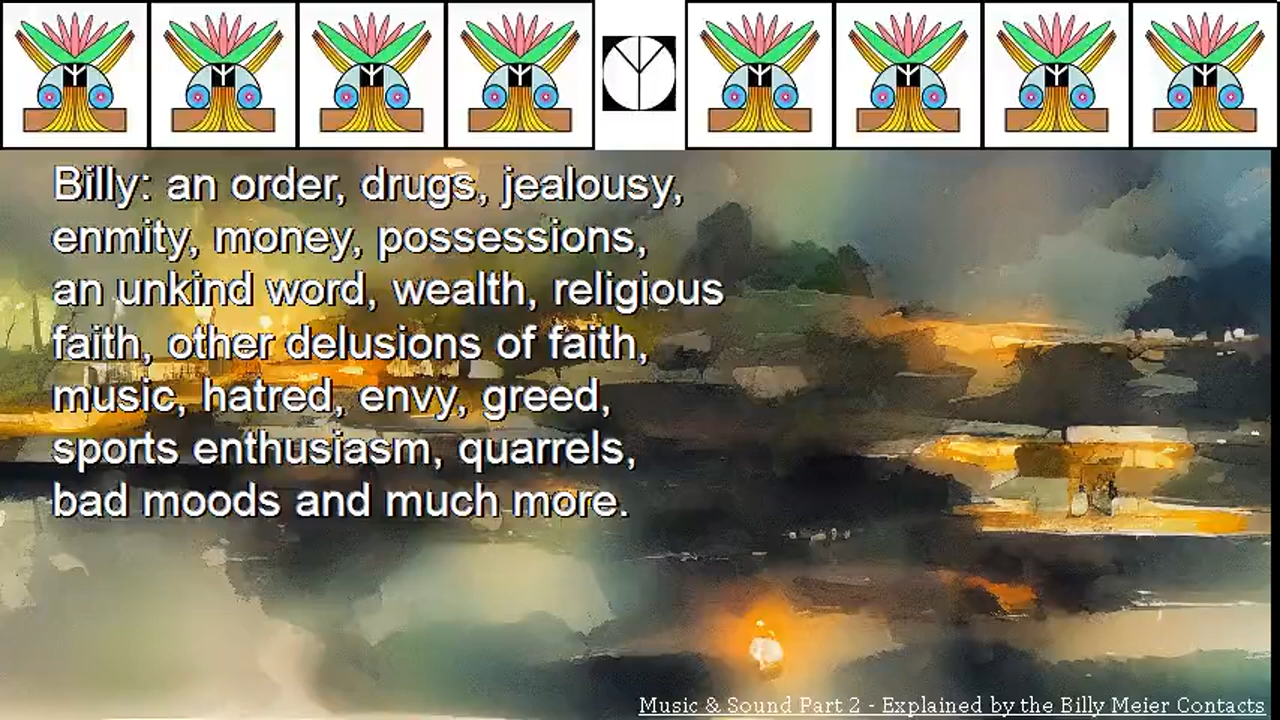 Billy: an order, drugs, jealousy,
enmity, money, possessions,
an unkind word, wealth, religious
faith, other delusions of faith,
music, hatred, envy, greed,
sports enthusiasm, quarrels,
bad moods and much more.
Music & Sound Part 2 - Explained by the Billy Meier Contacts